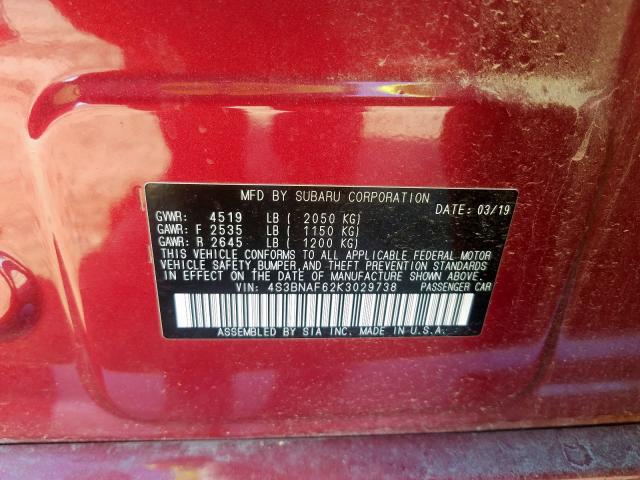 MFD BY SUBARU CORPORATION
DATE: 03/19
GVWR: 4519 LB ( 2050 KG)
GAWR: F 2535 LB ( 1150 KG)
GAWR: R 2645 LB ( 1200 KG)
THIS VEHICLE CONFORMS TO ALL APPLICABLE FEDERAL MOTOR
VEHICLE SAFETY, BUMPER, AND THEFT PREVENTION STANDARDS
IN EFFECT ON THE DATE OF MANUFACTURE SHOWN ABOVE.
VIN: 4S3BNAF62K3029738 PASSENGER CAR
ASSEMBLED BY SIA INC. MADE IN U.S.A.